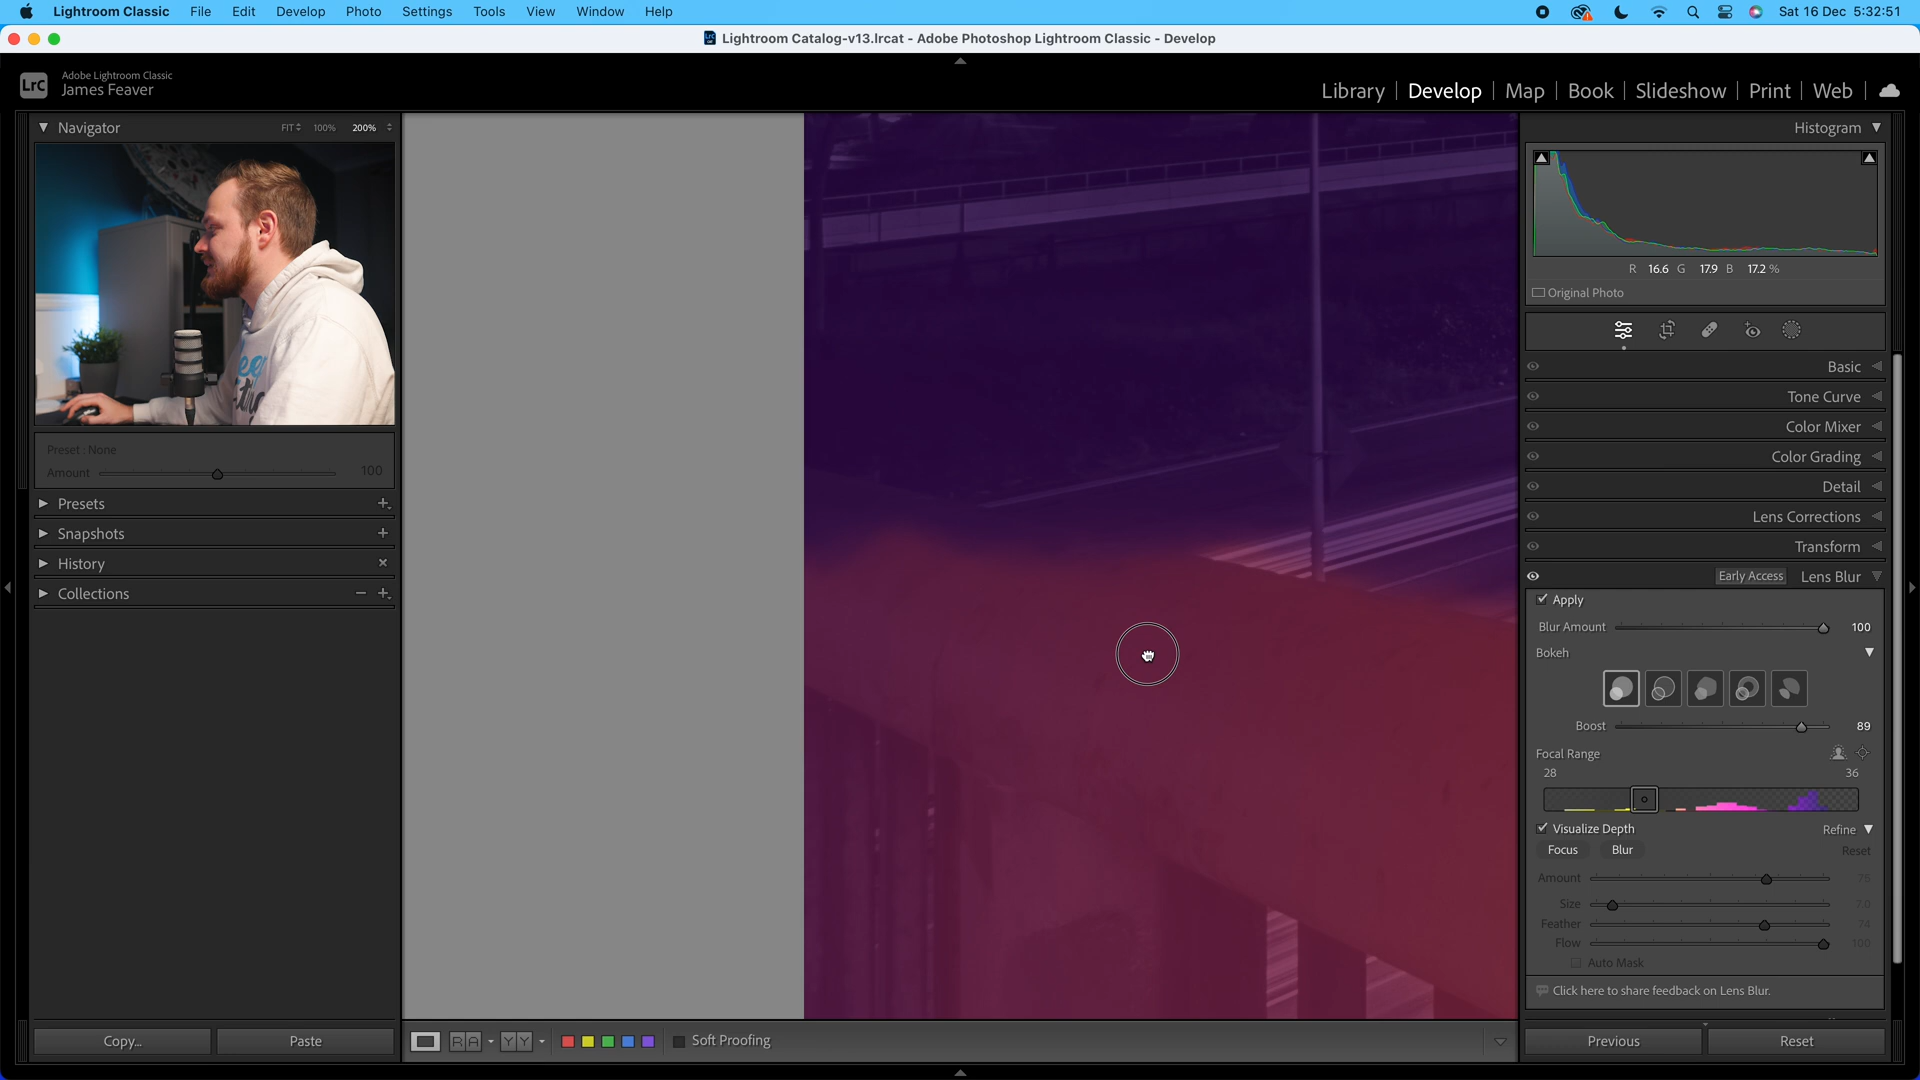 Lightroom Classic File Edit Develop Photo Settings Tools View Window Help Sat 16 Dec 5:32:51
Lightroom Catalog-v13.lrcat - Adobe Photoshop Lightroom Classic - Develop
LrC
Adobe Lightroom Classic
James Feaver
Library | Develop | Map | Book | Slideshow | Print | Web
Navigator FIT 100% 200%
Preset : None
Amount 100
Presets
Snapshots
History
Collections
Copy... Paste
R A Y Y Soft Proofing
Histogram
R 16.6 G 17.9 B 17.2 %
Original Photo
Basic
Tone Curve
Color Mixer
Color Grading
Detail
Lens Corrections
Transform
Early Access Lens Blur
Apply
Blur Amount 100
Bokeh
Boost 89
Focal Range
28 36
Visualize Depth Refine
Focus Blur Reset
Amount 75
Size 7.0
Feather 74
Flow 100
Auto Mask
Click here to share feedback on Lens Blur.
Previous Reset